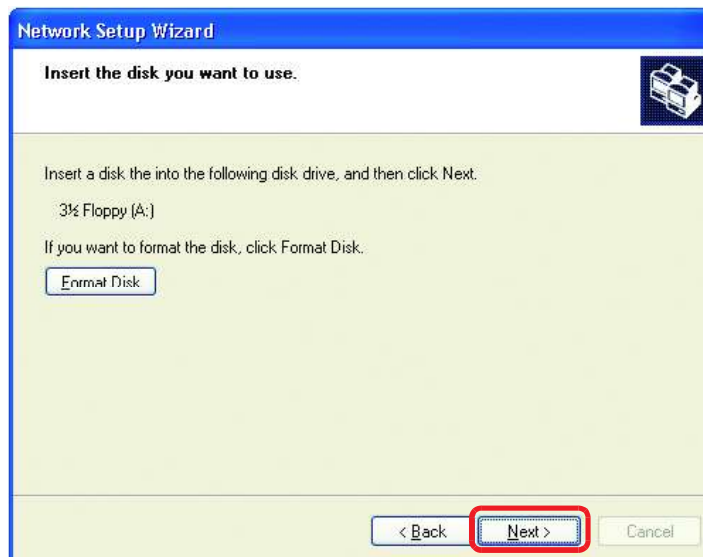 Network Setup Wizard
Insert the disk you want to use.
Insert a disk the into the following disk drive, and then click Next.
3½ Floppy (A:)
If you want to format the disk, click Format Disk.
Format Disk
< Back
Next >
Cancel